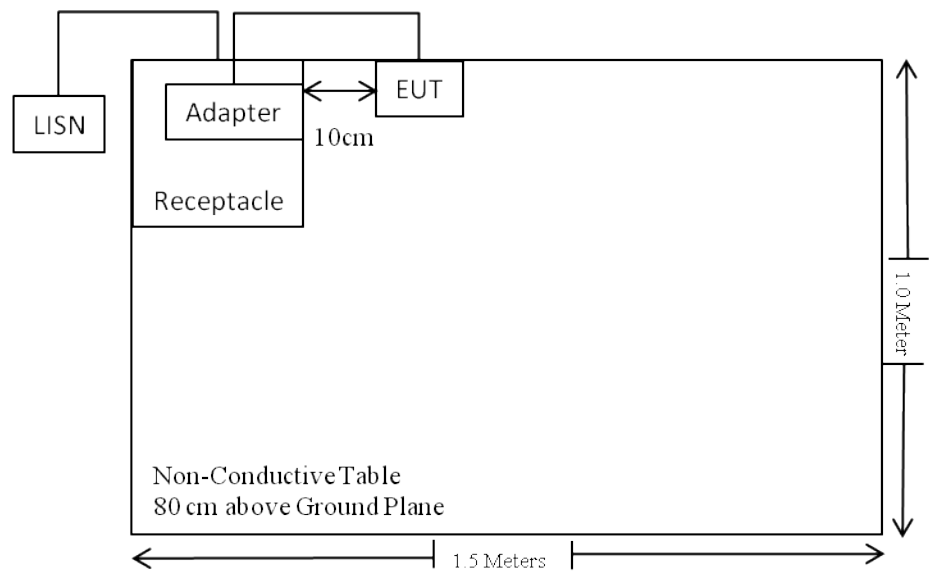 EUT
Adapter
LISN
10cm
Receptacle
1.0 Meter
Non-Conductive Table
80 cm above Ground Plane
1.5 Meters